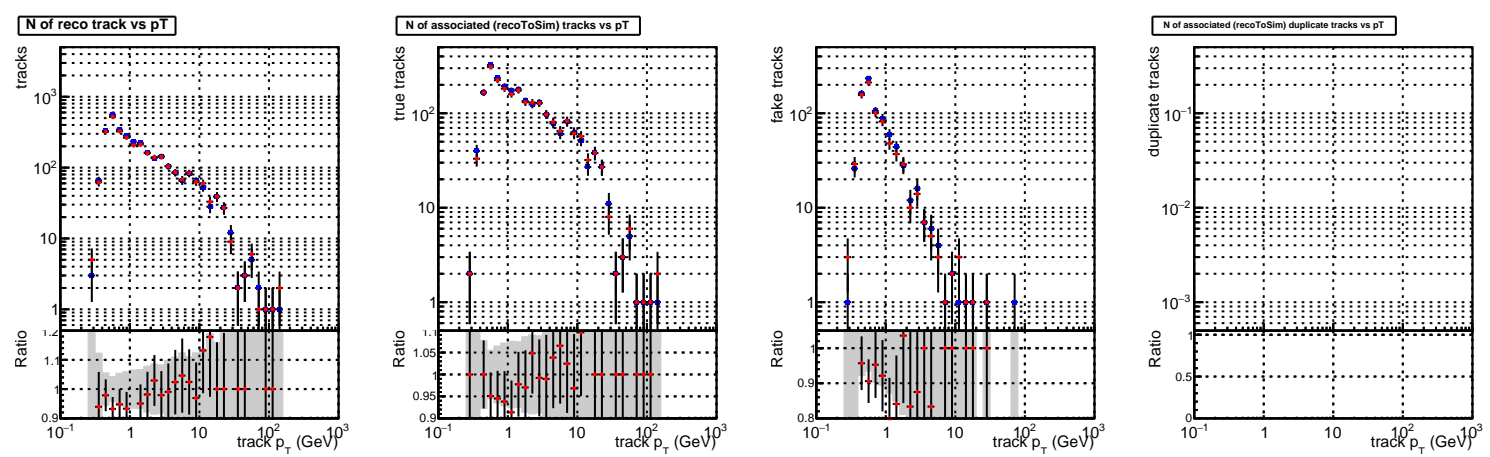 N of reco track vs pT
tracks
10³
10²
10
1
Ratio
1.2
1.1
1
0.9
10⁻¹ 1 10 10² 10³
track p_T (GeV)
N of associated (recoToSim) tracks vs pT
true tracks
10²
10
1
Ratio
1.1
1.05
1
0.95
0.9
10⁻¹ 1 10 10² 10³
track p_T (GeV)
fake tracks
10²
10
1
Ratio
1
0.9
0.8
10⁻¹ 1 10 10² 10³
track p_T (GeV)
N of associated (recoToSim) duplicate tracks vs pT
duplicate tracks
10⁻¹
10⁻²
10⁻³
Ratio
1
0.5
0
10⁻¹ 1 10 10² 10³
track p_T (GeV)